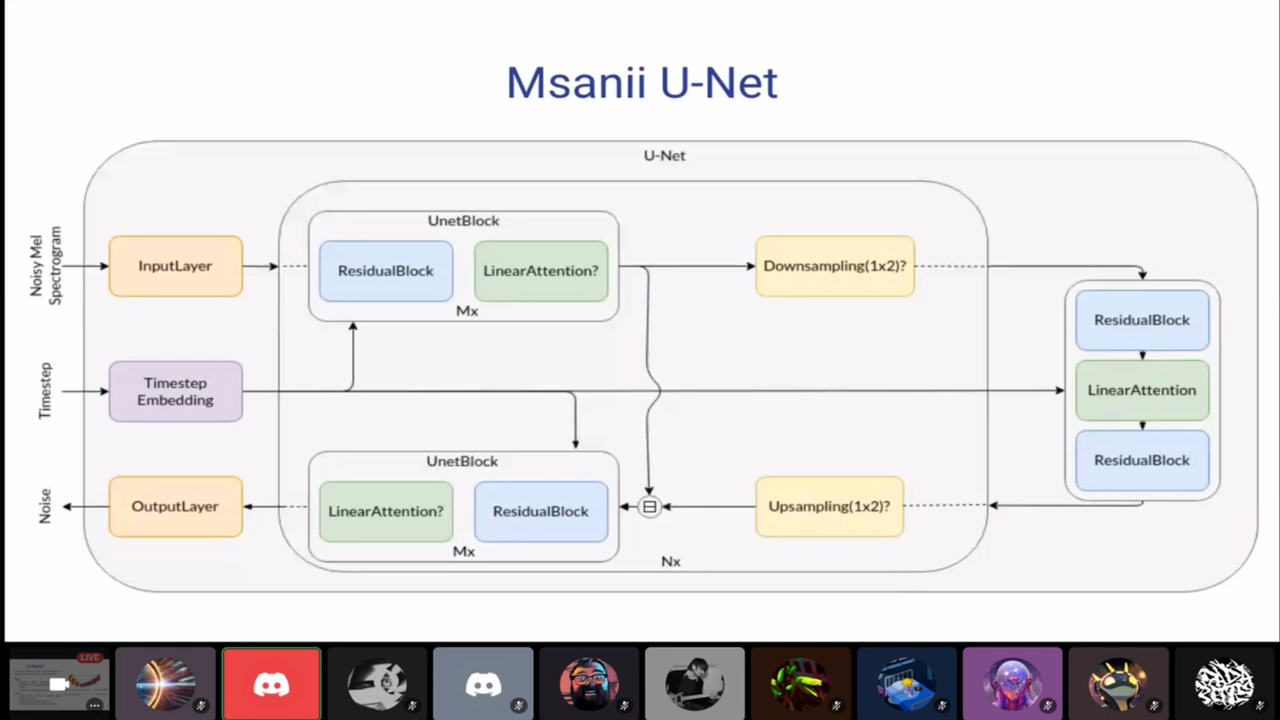 Msanii U-Net
U-Net
Noisy Mel
Spectrogram
InputLayer
UnetBlock
ResidualBlock
LinearAttention?
Mx
Downsampling(1x2)?
ResidualBlock
LinearAttention
ResidualBlock
Timestep
Timestep
Embedding
Noise
OutputLayer
UnetBlock
LinearAttention?
ResidualBlock
Mx
Upsampling(1x2)?
Nx
LIVE